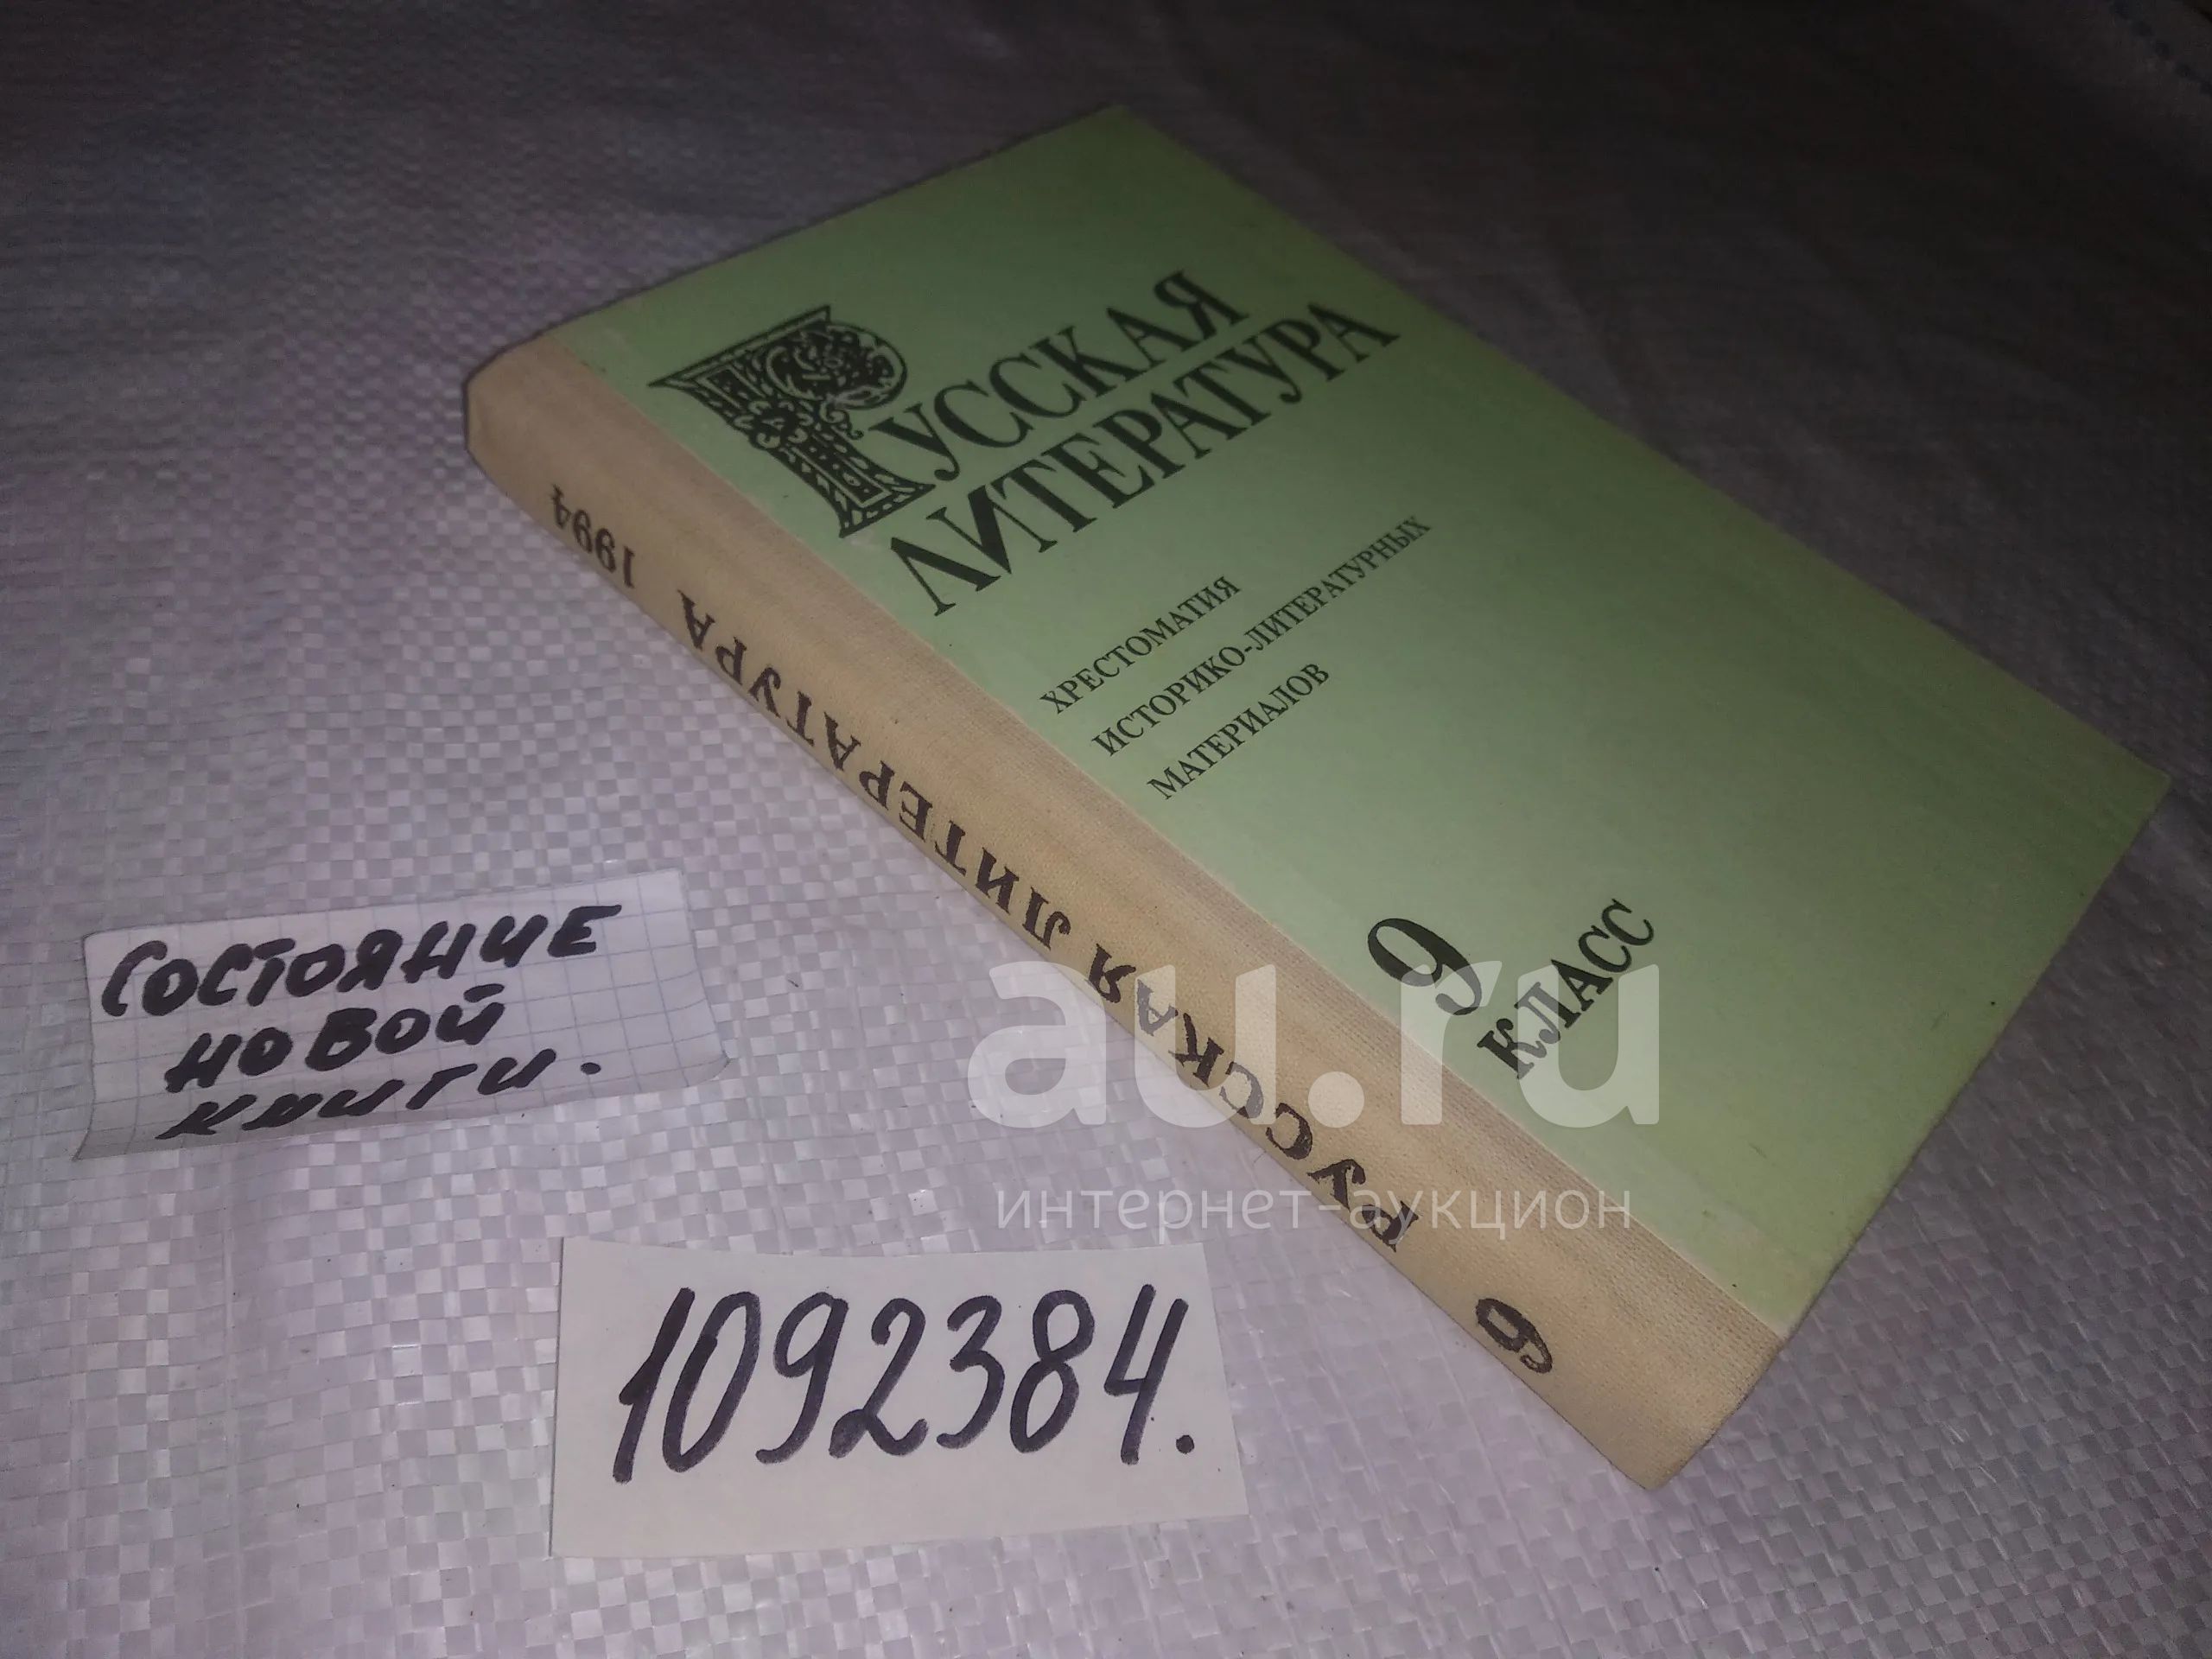 РУССКАЯ
ЛИТЕРАТУРА
ХРЕСТОМАТИЯ
ИСТОРИКО-ЛИТЕРАТУРНЫХ
МАТЕРИАЛОВ
9
КЛАСС
9 РУССКАЯ ЛИТЕРАТУРА 1994
СОСТОЯНИЕ
НОВОЙ
КНИГИ.
1092384.
au.ru
интернет-аукцион